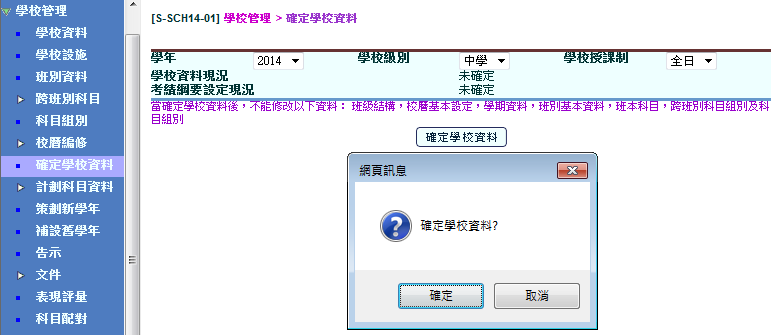 學校管理
學校資料
學校設施
班別資料
跨班別科目
科目組別
校曆編修
確定學校資料
計劃科目資料
策劃新學年
補設舊學年
告示
文件
表現評量
科目配對
[S-SCH14-01] 學校管理 > 確定學校資料
學年 2014 學校級別 中學 學校授課制 全日
學校資料現況 未確定
考績綱要設定現況 未確定
當確定學校資料後，不能修改以下資料： 班級結構，校曆基本設定，學期資料，班別基本資料，班本科目，跨班別科目組別及科
目組別
確定學校資料
網頁訊息
確定學校資料?
確定 取消